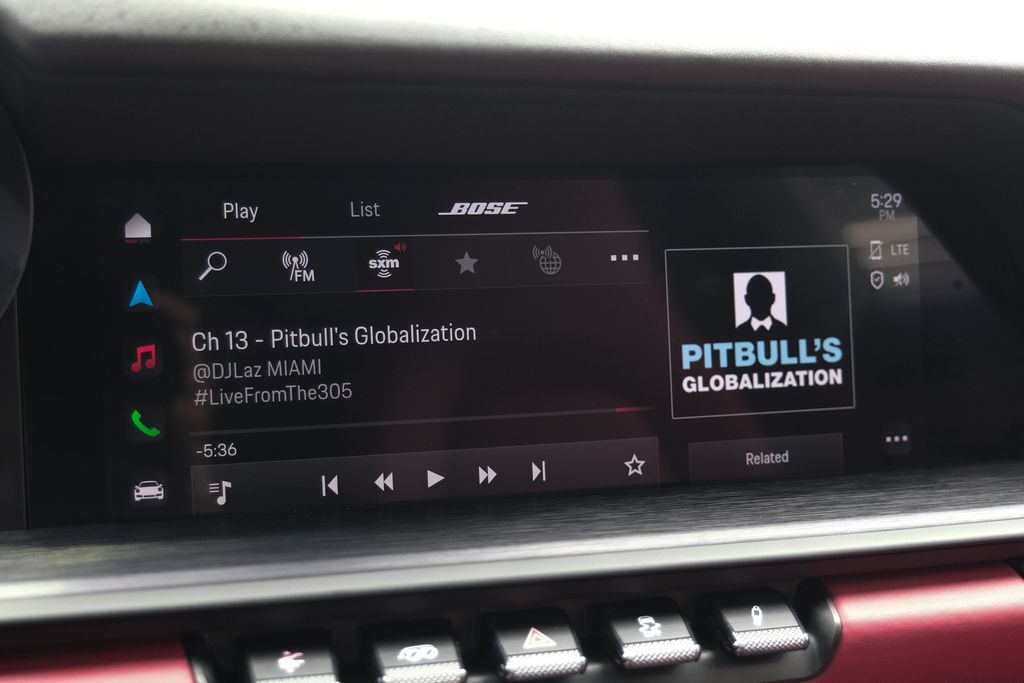 Play
List
BOSE
5:29
PM
FM
sxm
LTE
Ch 13 - Pitbull's Globalization
@DJLaz MIAMI
#LiveFromThe305
PITBULL'S
GLOBALIZATION
-5:36
Related